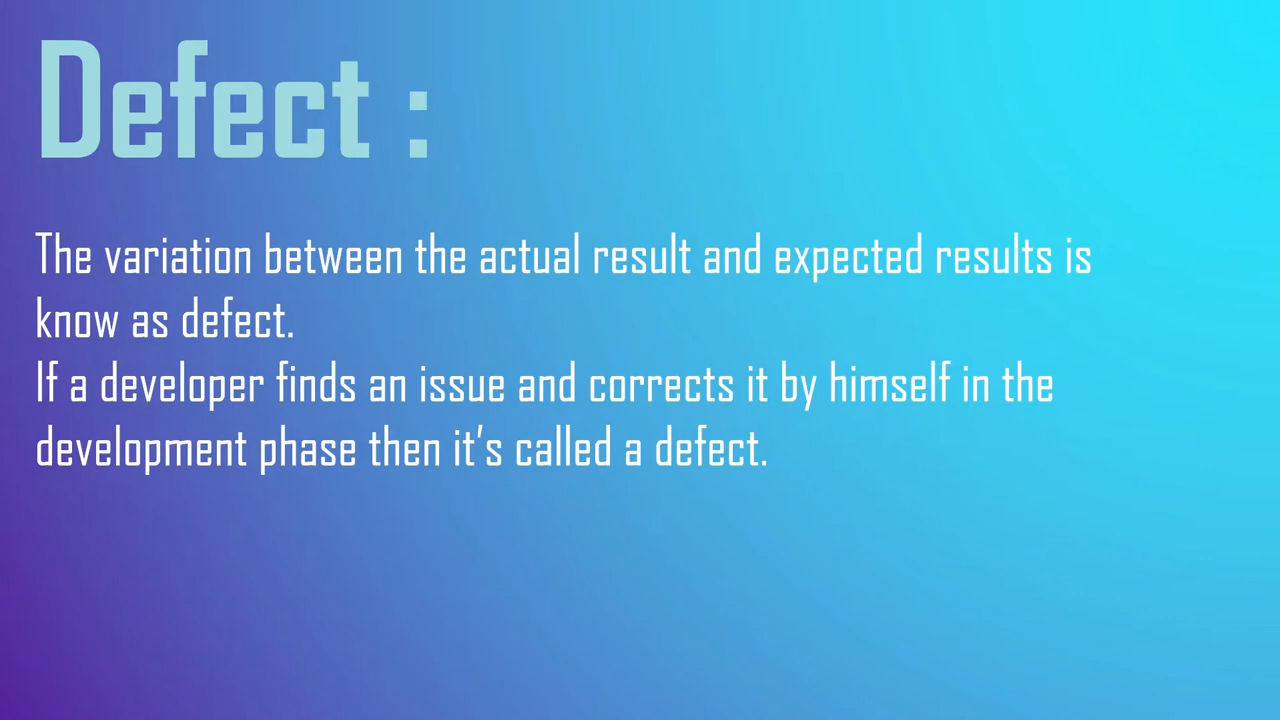 Defect :
The variation between the actual result and expected results is
know as defect.
If a developer finds an issue and corrects it by himself in the
development phase then it’s called a defect.